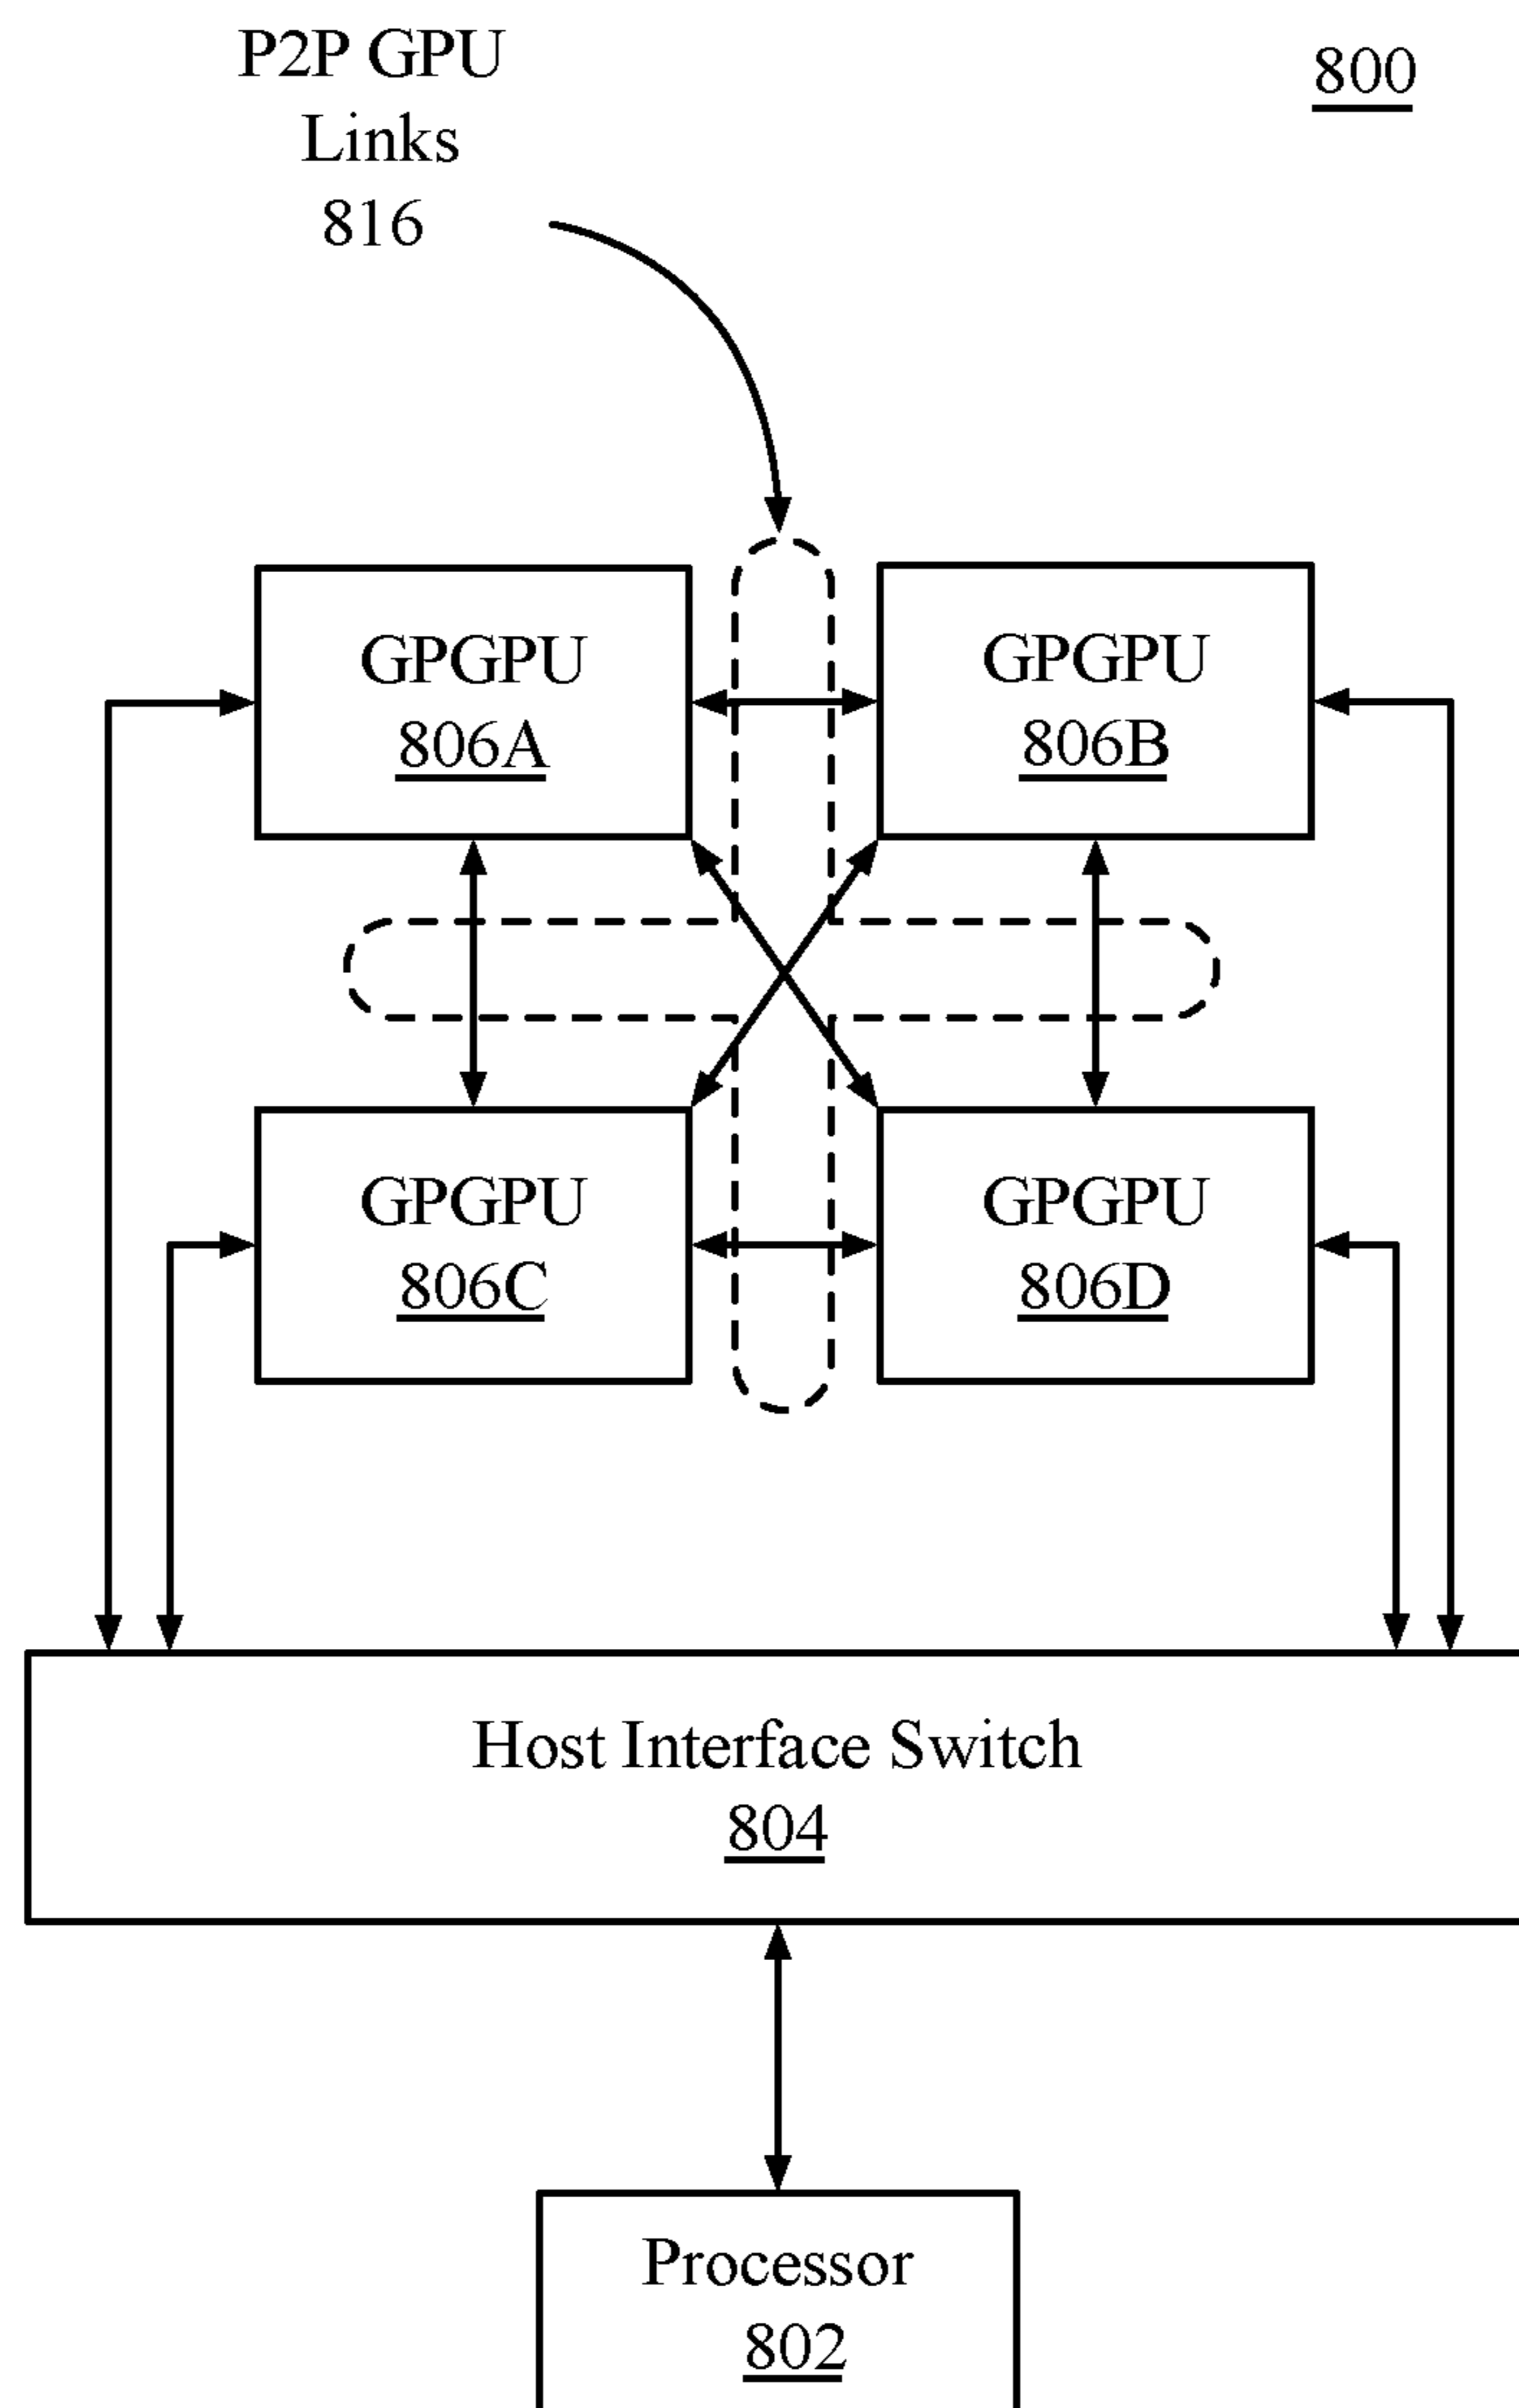 P2P GPU
Links
816
800
GPGPU
806A
GPGPU
806B
GPGPU
806C
GPGPU
806D
Host Interface Switch
804
Processor
802